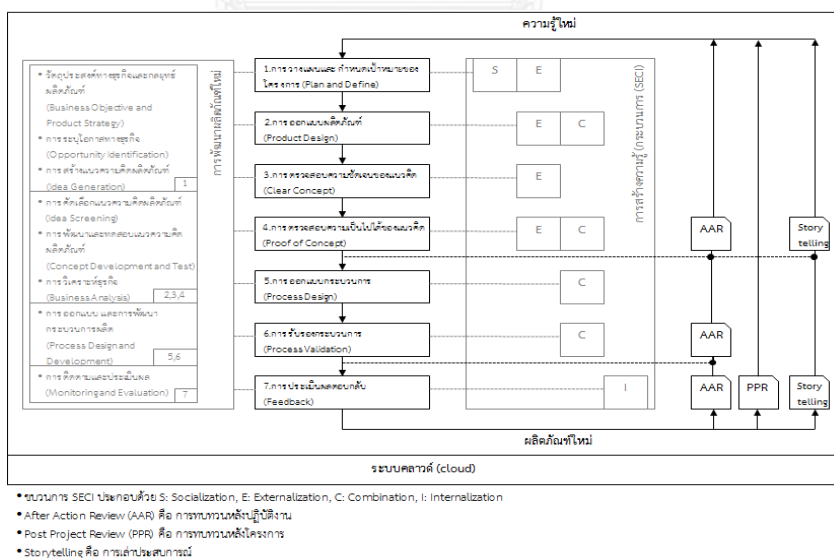 ความรู้ใหม่
• วัตถุประสงค์ทางธุรกิจและกลยุทธ์
ผลิตภัณฑ์
(Business Objective and
Product Strategy)
• การระบุโอกาสทางธุรกิจ
(Opportunity Identification)
• การสร้างแนวความคิดผลิตภัณฑ์
(Idea Generation)
1
• การคัดเลือกแนวความคิดผลิตภัณฑ์
(Idea Screening)
• การพัฒนาและทดสอบแนวความคิด
ผลิตภัณฑ์
(Concept Development and Test)
• การวิเคราะห์ธุรกิจ
(Business Analysis)
2,3,4
• การออกแบบ และการพัฒนา
กระบวนการผลิต
(Process Design and
Development)
5,6
• การติดตามและประเมินผล
(Monitoring and Evaluation)
7
การพัฒนาผลิตภัณฑ์ใหม่
1.การวางแผนและ กำหนดเป้าหมายของ
โครงการ (Plan and Define)
2.การออกแบบผลิตภัณฑ์
(Product Design)
3.การตรวจสอบความชัดเจนของแนวคิด
(Clear Concept)
4.การตรวจสอบความเป็นไปได้ของแนวคิด
(Proof of Concept)
5.การออกแบบกระบวนการ
(Process Design)
6.การรับรองกระบวนการ
(Process Validation)
7.การประเมินผลตอบกลับ
(Feedback)
S E
E C
E
E C
C
C
I
การสร้างความรู้ (กระบวนการ (SECI)
AAR
Story
telling
AAR
AAR
PPR
Story
telling
ผลิตภัณฑ์ใหม่
ระบบคลาวด์ (cloud)
• ขบวนการ SECI ประกอบด้วย S: Socialization, E: Externalization, C: Combination, I: Internalization
• After Action Review (AAR) คือ การทบทวนหลังปฏิบัติงาน
• Post Project Review (PPR) คือ การทบทวนหลังโครงการ
• Storytelling คือ การเล่าประสบการณ์